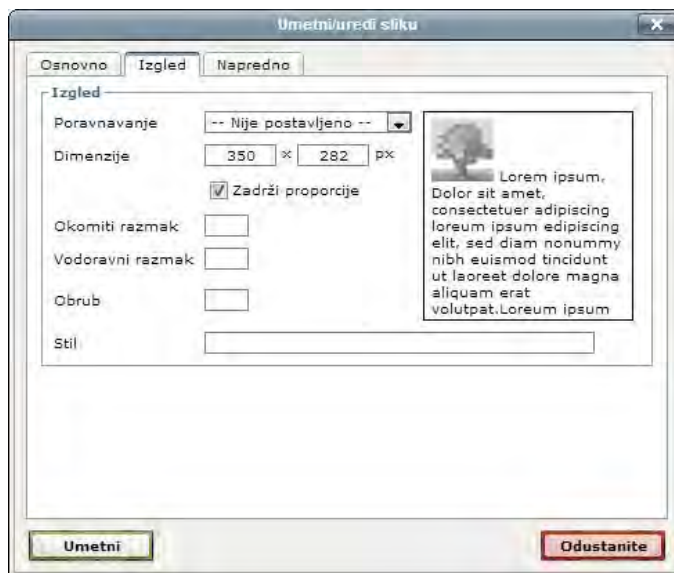 Umetni/uredi sliku
Osnovno Izgled Napredno
Izgled
Poravnavanje -- Nije postavljeno --
Dimenzije 350 x 282 px
Zadrži proporcije
Okomiti razmak
Vodoravni razmak
Obrub
Stil
Lorem ipsum,
Dolor sit amet,
consectetuer adipiscing
loreum ipsum edipiscing
elit, sed diam nonummy
nibh euismod tincidunt
ut laoreet dolore magna
aliquam erat
volutpat.Loreum ipsum
Umetni Odustanite